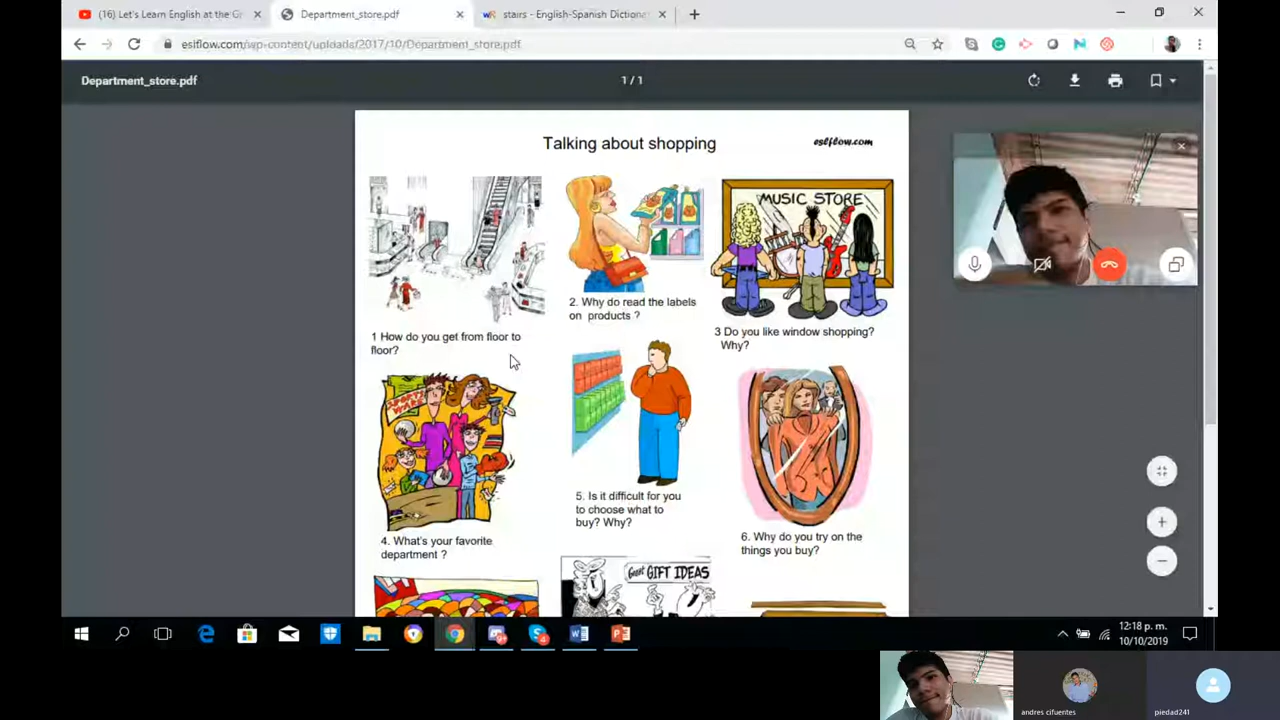 (16) Let's Learn English at the Gr
Department_store.pdf
stairs - English-Spanish Dictiona
eslflow.com/wp-content/uploads/2017/10/Department_store.pdf
Department_store.pdf
1 / 1
Talking about shopping
eslflow.com
MUSIC STORE
2. Why do read the labels
on products ?
3 Do you like window shopping?
Why?
1 How do you get from floor to
floor?
SPORTS
WARE
5. Is it difficult for you
to choose what to
buy? Why?
6. Why do you try on the
things you buy?
4. What's your favorite
department ?
Great GIFT IDEAS
12:18 p. m.
10/10/2019
andres cifuentes
piedad241